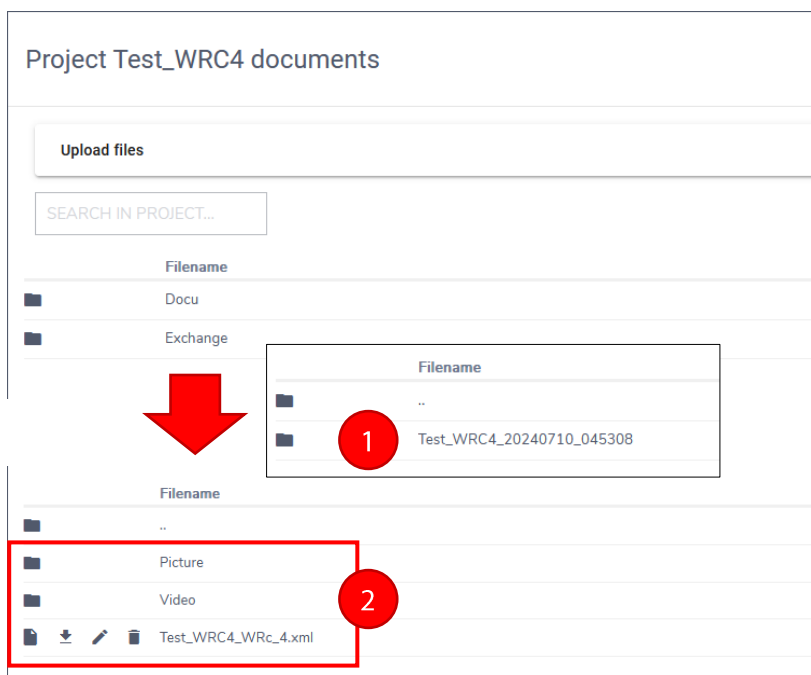 Project Test_WRC4 documents
Upload files
SEARCH IN PROJECT...
Filename
Docu
Exchange
Filename
..
1
Test_WRC4_20240710_045308
Filename
..
Picture
Video
2
Test_WRC4_WRc_4.xml